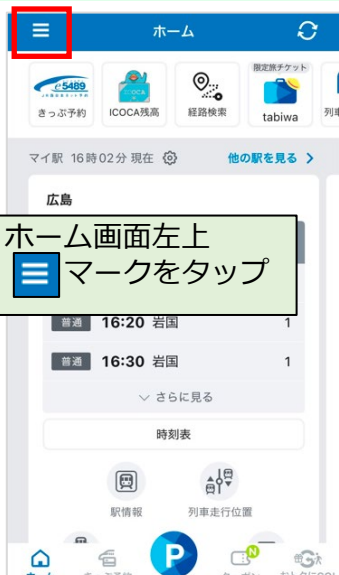 ホーム
限定旅チケット
e5489
きっぷ予約
ICOCA
ICOCA残高
経路検索
tabiwa
マイ駅 16時02分 現在
他の駅を見る
広島
ホーム画面左上
マークをタップ
普通 16:20 岩国 1
普通 16:30 岩国 1
さらに見る
時刻表
駅情報
列車走行位置
N
P